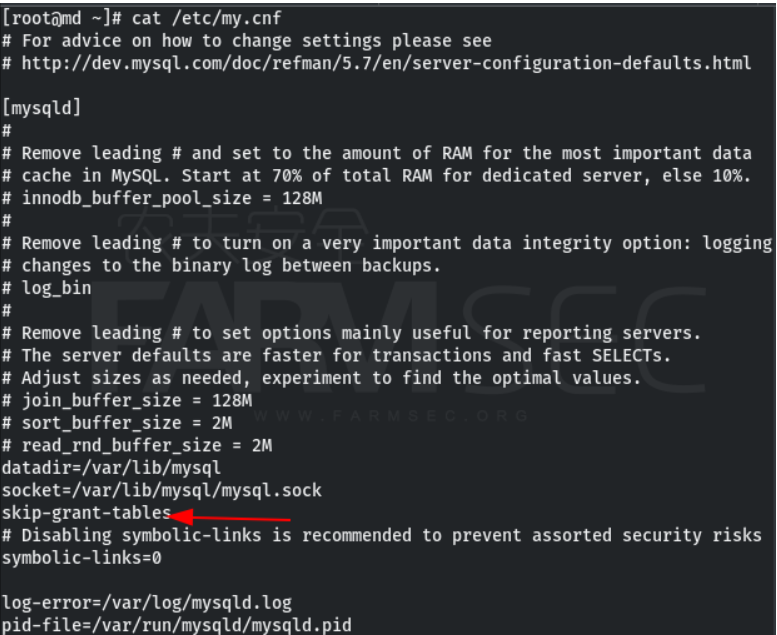 [root@md ~]# cat /etc/my.cnf
# For advice on how to change settings please see
# http://dev.mysql.com/doc/refman/5.7/en/server-configuration-defaults.html
[mysqld]
#
# Remove leading # and set to the amount of RAM for the most important data
# cache in MySQL. Start at 70% of total RAM for dedicated server, else 10%.
# innodb_buffer_pool_size = 128M
#
农夫安全
# Remove leading # to turn on a very important data integrity option: logging
# changes to the binary log between backups.
# log_bin
#
FARMSEC
# Remove leading # to set options mainly useful for reporting servers.
# The server defaults are faster for transactions and fast SELECTs.
# Adjust sizes as needed, experiment to find the optimal values.
# join_buffer_size = 128M
WWW.FARMSEC.ORG
# sort_buffer_size = 2M
# read_rnd_buffer_size = 2M
datadir=/var/lib/mysql
socket=/var/lib/mysql/mysql.sock
skip-grant-tables
# Disabling symbolic-links is recommended to prevent assorted security risks
symbolic-links=0
log-error=/var/log/mysqld.log
pid-file=/var/run/mysqld/mysqld.pid